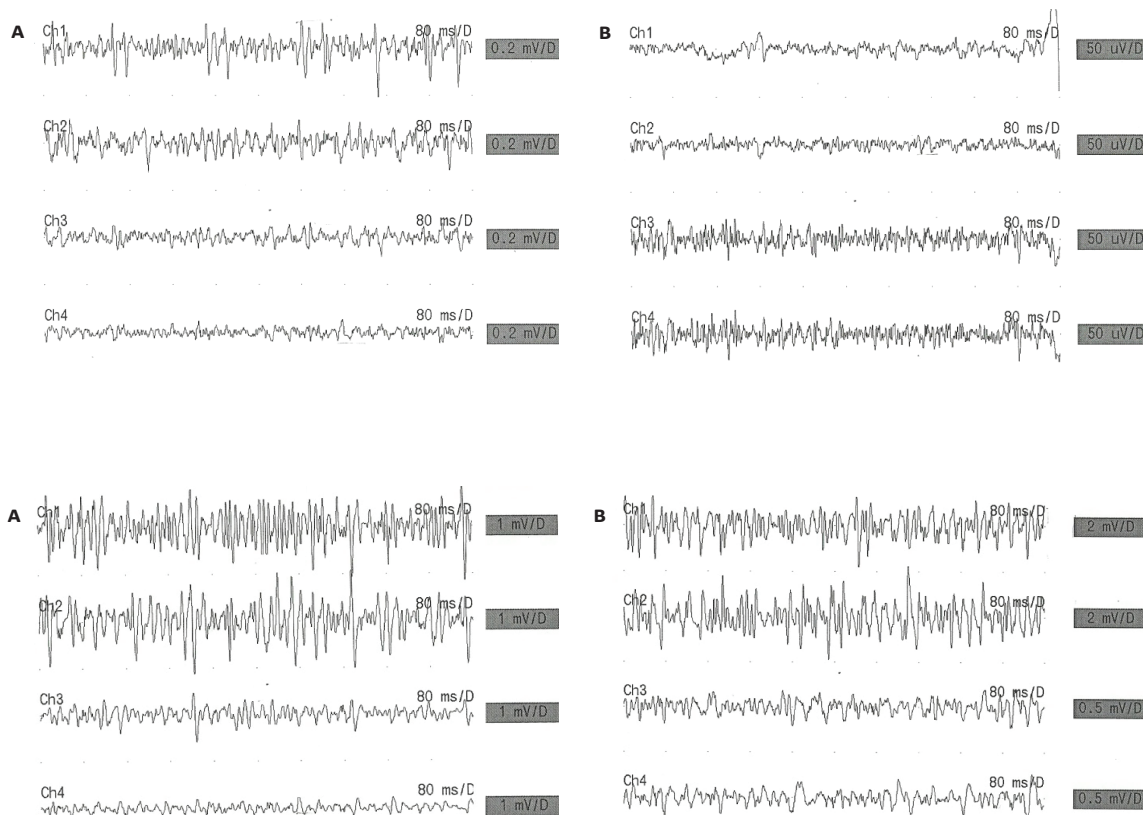 A
Ch1 80 ms/D 0.2 mV/D
Ch2 80 ms/D 0.2 mV/D
Ch3 80 ms/D 0.2 mV/D
Ch4 80 ms/D 0.2 mV/D
B
Ch1 80 ms/D 50 uV/D
Ch2 80 ms/D 50 uV/D
Ch3 80 ms/D 50 uV/D
Ch4 80 ms/D 50 uV/D
A
Ch1 80 ms/D 1 mV/D
Ch2 80 ms/D 1 mV/D
Ch3 80 ms/D 1 mV/D
Ch4 80 ms/D 1 mV/D
B
Ch1 80 ms/D 2 mV/D
Ch2 80 ms/D 2 mV/D
Ch3 80 ms/D 0.5 mV/D
Ch4 80 ms/D 0.5 mV/D